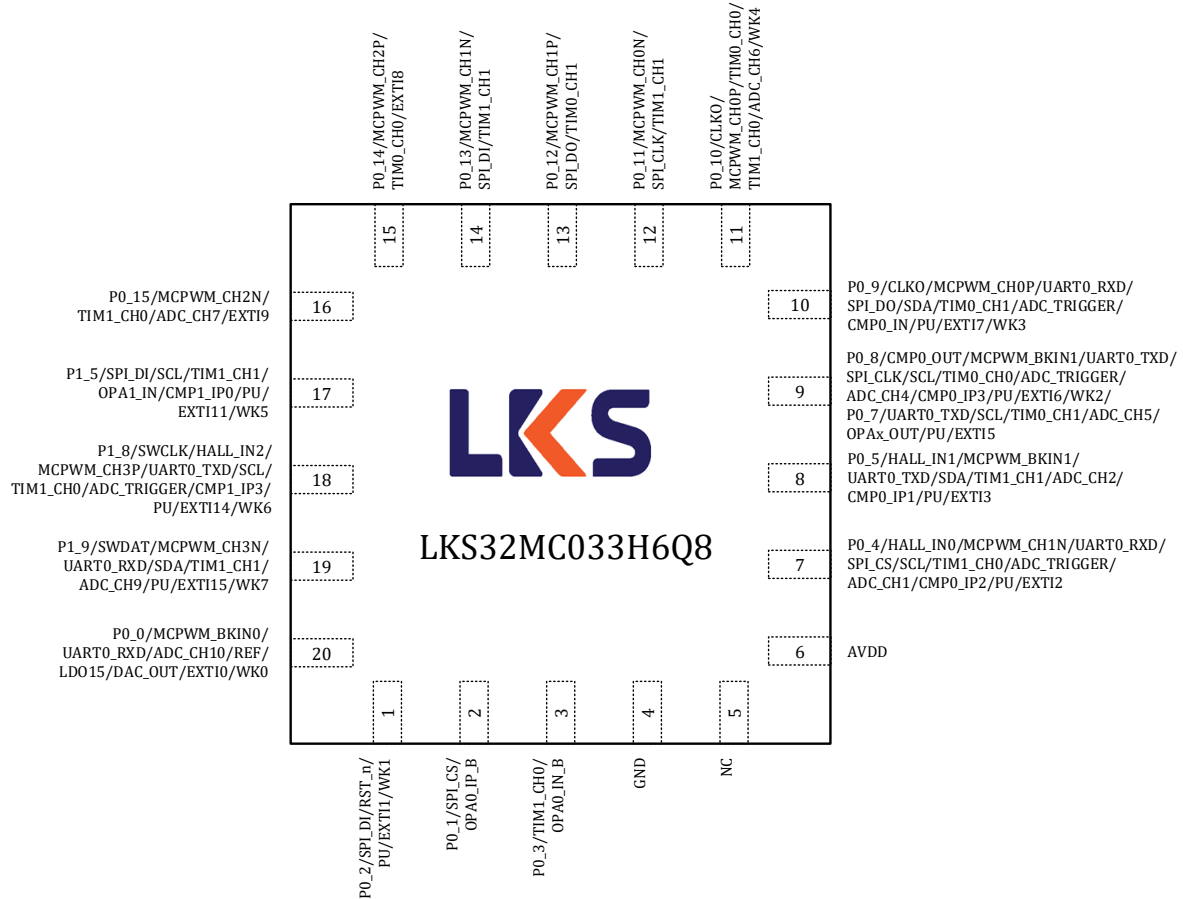 P0_14/MCPWM_CH2P/
TIM0_CH0/EXTI8
P0_13/MCPWM_CH1N/
SPI_DI/TIM1_CH1
P0_12/MCPWM_CH1P/
SPI_DO/TIM0_CH1
P0_11/MCPWM_CH0N/
SPI_CLK/TIM1_CH1
P0_10/CLKO/
MCPWM_CH0P/TIM0_CH0/
TIM1_CH0/ADC_CH6/WK4
15
14
13
12
11
P0_15/MCPWM_CH2N/
TIM1_CH0/ADC_CH7/EXTI9
16
P1_5/SPI_DI/SCL/TIM1_CH1/
OPA1_IN/CMP1_IP0/PU/
EXTI11/WK5
17
P1_8/SWCLK/HALL_IN2/
MCPWM_CH3P/UART0_TXD/SCL/
TIM1_CH0/ADC_TRIGGER/CMP1_IP3/
PU/EXTI14/WK6
18
P1_9/SWDAT/MCPWM_CH3N/
UART0_RXD/SDA/TIM1_CH1/
ADC_CH9/PU/EXTI15/WK7
19
P0_0/MCPWM_BKIN0/
UART0_RXD/ADC_CH10/REF/
LDO15/DAC_OUT/EXTI0/WK0
20
LKS
LKS32MC033H6Q8
10
P0_9/CLKO/MCPWM_CH0P/UART0_RXD/
SPI_DO/SDA/TIM0_CH1/ADC_TRIGGER/
CMP0_IN/PU/EXTI7/WK3
9
P0_8/CMP0_OUT/MCPWM_BKIN1/UART0_TXD/
SPI_CLK/SCL/TIM0_CH0/ADC_TRIGGER/
ADC_CH4/CMP0_IP3/PU/EXTI6/WK2/
P0_7/UART0_TXD/SCL/TIM0_CH1/ADC_CH5/
OPAx_OUT/PU/EXTI5
8
P0_5/HALL_IN1/MCPWM_BKIN1/
UART0_TXD/SDA/TIM1_CH1/ADC_CH2/
CMP0_IP1/PU/EXTI3
7
P0_4/HALL_IN0/MCPWM_CH1N/UART0_RXD/
SPI_CS/SCL/TIM1_CH0/ADC_TRIGGER/
ADC_CH1/CMP0_IP2/PU/EXTI2
6
AVDD
1
2
3
4
5
P0_2/SPI_DI/RST_n/
PU/EXTI1/WK1
P0_1/SPI_CS/
OPA0_IP_B
P0_3/TIM1_CH0/
OPA0_IN_B
GND
NC